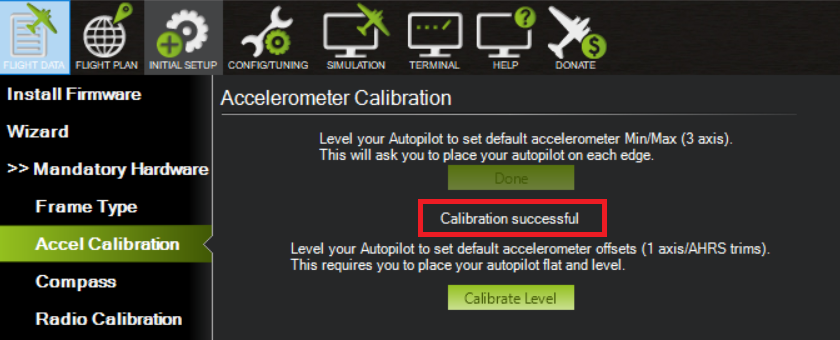 FLIGHT DATA FLIGHT PLAN INITIAL SETUP CONFIG/TUNING SIMULATION TERMINAL HELP DONATE
Install Firmware
Wizard
>> Mandatory Hardware
Frame Type
Accel Calibration
Compass
Radio Calibration
Accelerometer Calibration
Level your Autopilot to set default accelerometer Min/Max (3 axis).
This will ask you to place your autopilot on each edge.
Done
Calibration successful
Level your Autopilot to set default accelerometer offsets (1 axis/AHRS trims).
This requires you to place your autopilot flat and level.
Calibrate Level